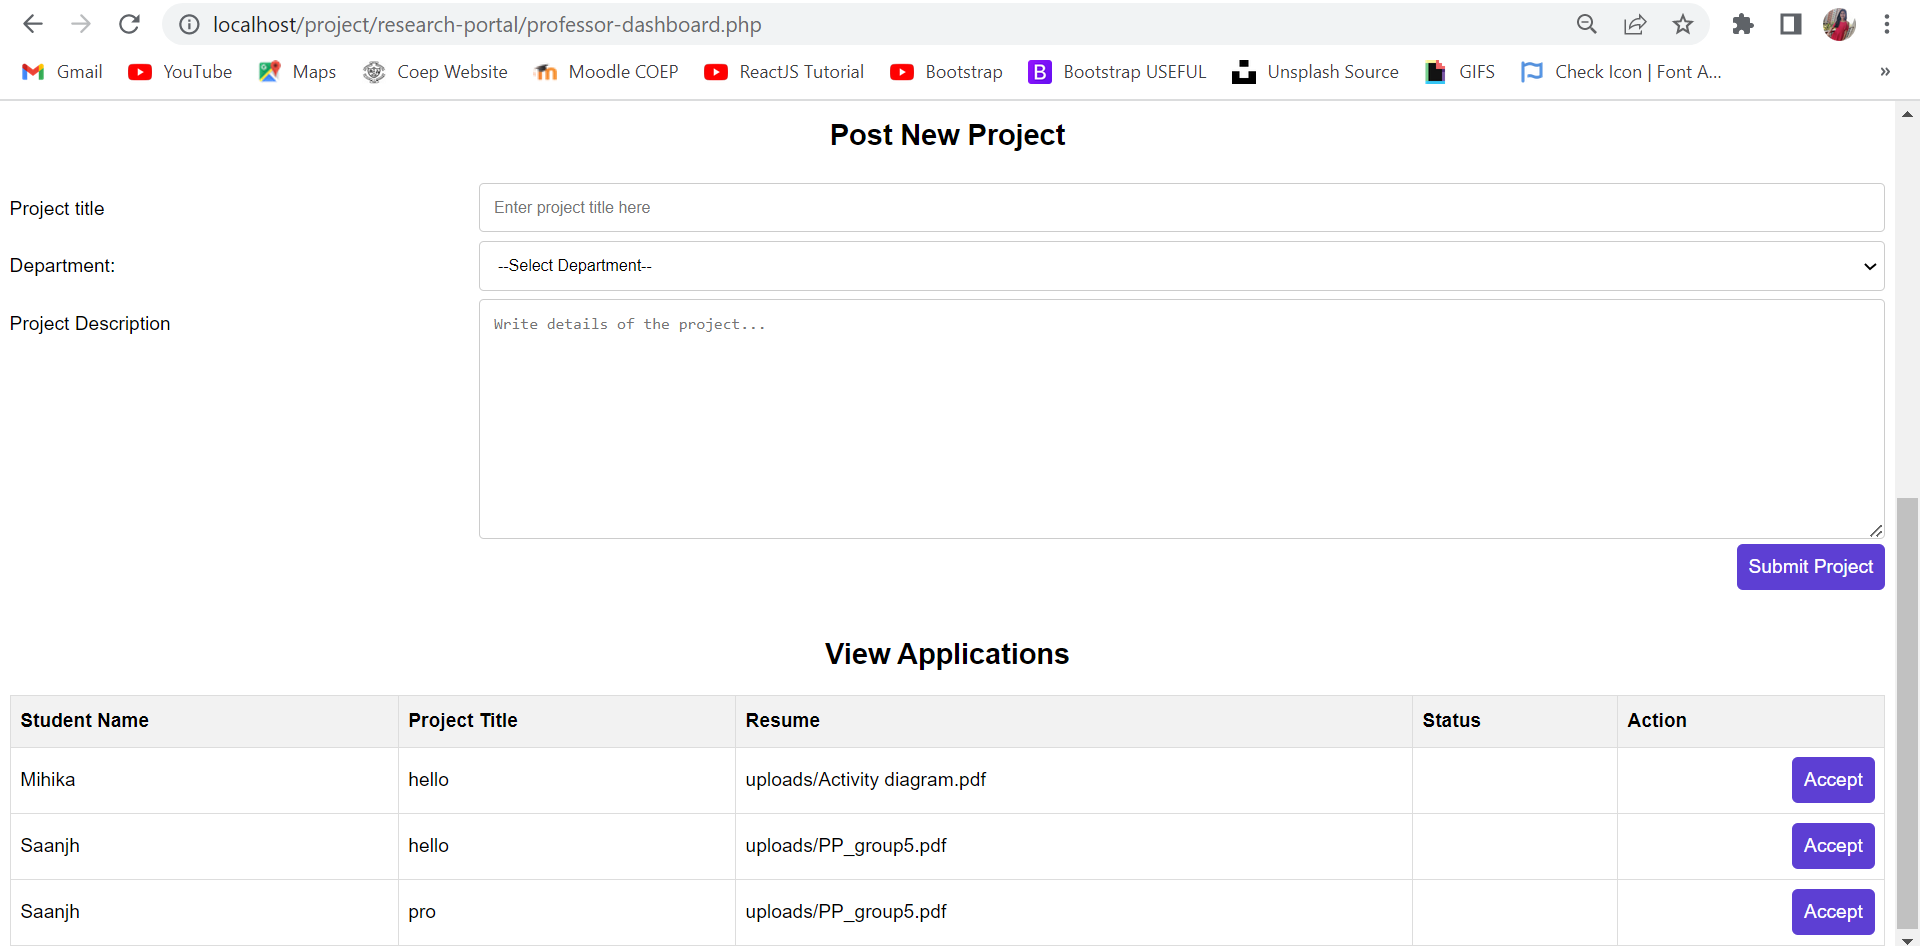 localhost/project/research-portal/professor-dashboard.php
Gmail YouTube Maps Coep Website Moodle COEP ReactJS Tutorial Bootstrap B Bootstrap USEFUL Unsplash Source GIFS Check Icon | Font A... »
Post New Project
Project title Enter project title here
Department: --Select Department--
Project Description Write details of the project...
Submit Project
View Applications
Student Name Project Title Resume Status Action
Mihika hello uploads/Activity diagram.pdf Accept
Saanjh hello uploads/PP_group5.pdf Accept
Saanjh pro uploads/PP_group5.pdf Accept